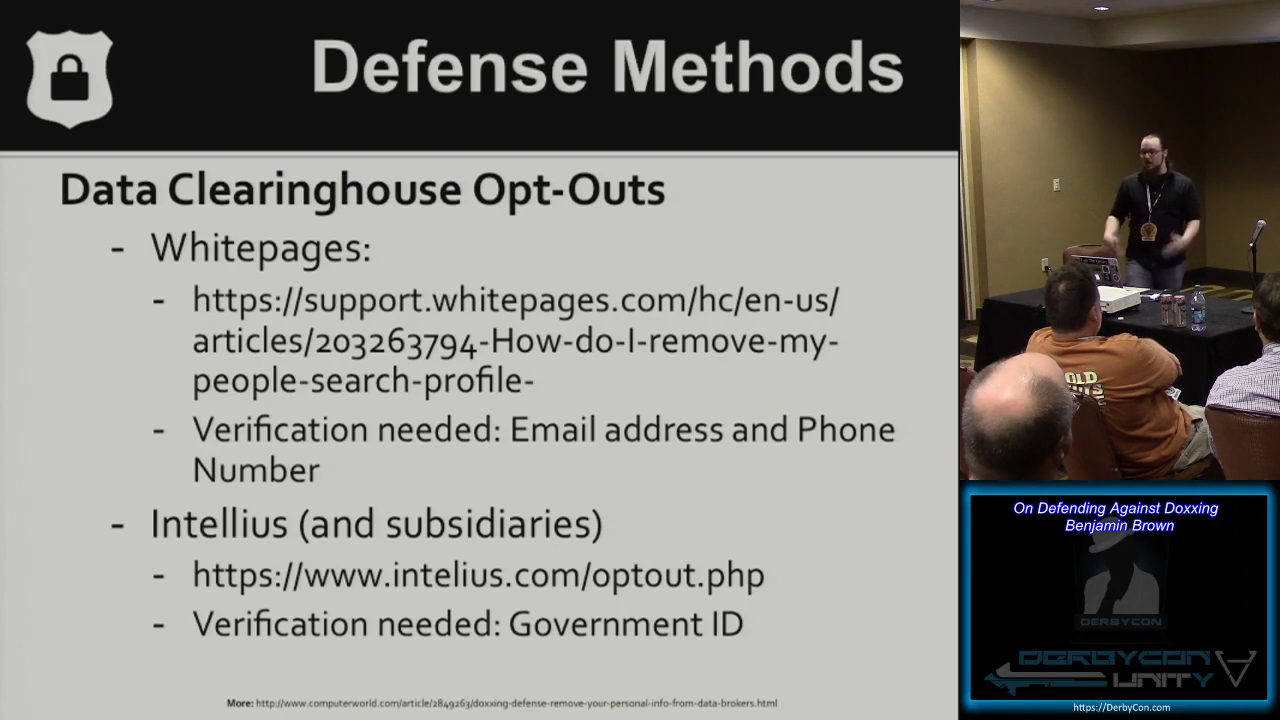 Defense Methods
Data Clearinghouse Opt-Outs
- Whitepages:
- https://support.whitepages.com/hc/en-us/
articles/203263794-How-do-I-remove-my-
people-search-profile-
- Verification needed: Email address and Phone
Number
- Intellius (and subsidiaries)
- https://www.intelius.com/optout.php
- Verification needed: Government ID
More: http://www.computerworld.com/article/2849263/doxxing-defense-remove-your-personal-info-from-data-brokers.html
OLD
On Defending Against Doxxing
Benjamin Brown
DERBYCON
DERBYCON
UNITY
https://DerbyCon.com